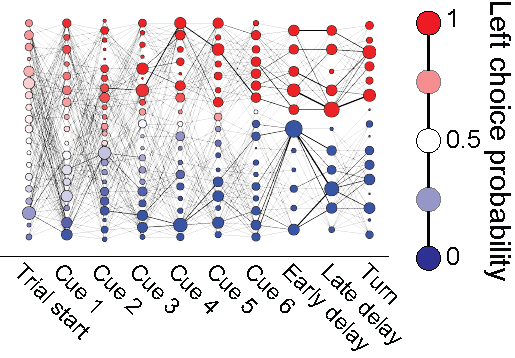 1
0.5
0
Left choice probability
Trial start
Cue 1
Cue 2
Cue 3
Cue 4
Cue 5
Cue 6
Early delay
Late delay
Turn